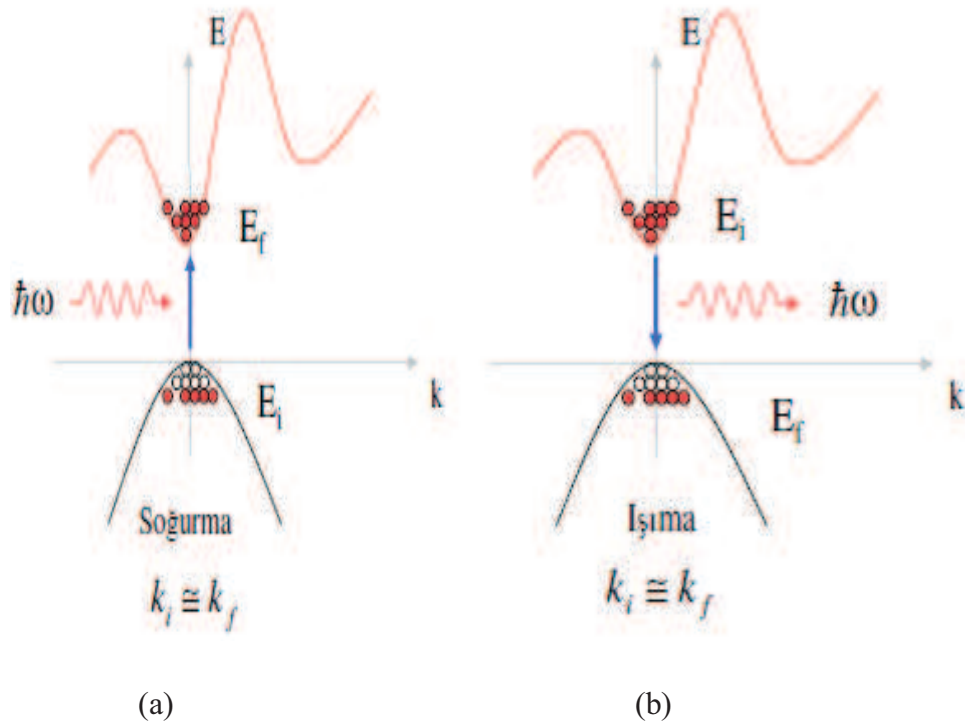 E
E
E_f
E_i
ħω
ħω
k
k
E_i
E_f
Soğurma
Işıma
k_i ≅ k_f
k_i ≅ k_f
(a)
(b)